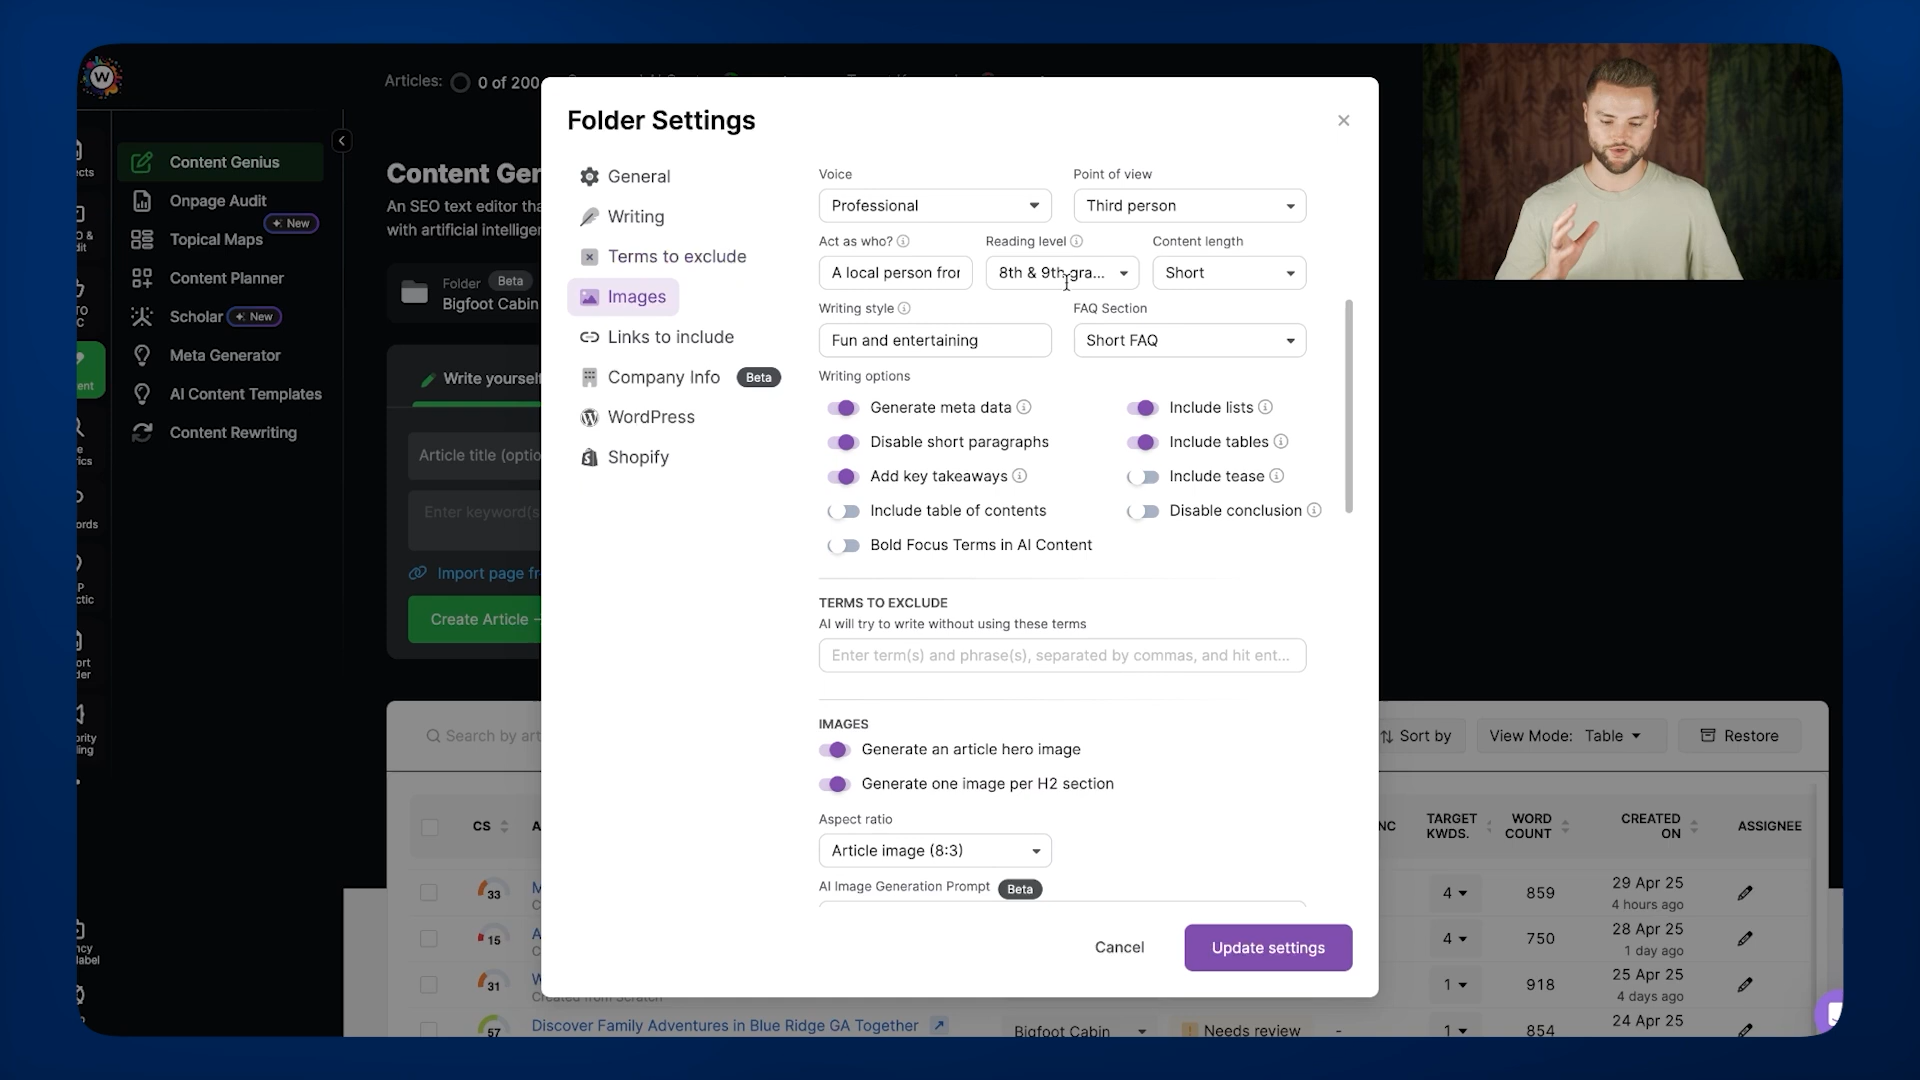 W
Articles: 0 of 200
Content Genius
Onpage Audit
New
Topical Maps
Content Planner
Scholar New
Meta Generator
AI Content Templates
Content Rewriting
Content Ger
An SEO text editor tha
with artificial intelligen
Folder Beta
Bigfoot Cabin
Write yourself
Article title (optio
Enter keyword(s
Import page fr
Create Article
Folder Settings
General
Writing
Terms to exclude
Images
Links to include
Company Info Beta
WordPress
Shopify
Voice
Point of view
Professional
Third person
Act as who?
Reading level
Content length
A local person from
8th & 9th gra...
Short
Writing style
FAQ Section
Fun and entertaining
Short FAQ
Writing options
Generate meta data
Include lists
Disable short paragraphs
Include tables
Add key takeaways
Include tease
Include table of contents
Disable conclusion
Bold Focus Terms in AI Content
TERMS TO EXCLUDE
AI will try to write without using these terms
Enter term(s) and phrase(s), separated by commas, and hit ent...
IMAGES
Generate an article hero image
Generate one image per H2 section
Aspect ratio
Article image (8:3)
AI Image Generation Prompt Beta
Cancel
Update settings
Search by art
Sort by
View Mode: Table
Restore
CS
A
NC
TARGET
KWDS.
WORD
COUNT
CREATED
ON
ASSIGNEE
33
4
859
29 Apr 25
4 hours ago
15
4
750
28 Apr 25
1 day ago
31
Created from Scratch
1
918
25 Apr 25
4 days ago
57
Discover Family Adventures in Blue Ridge GA Together
Bigfoot Cabin
Needs review
-
1
854
24 Apr 25